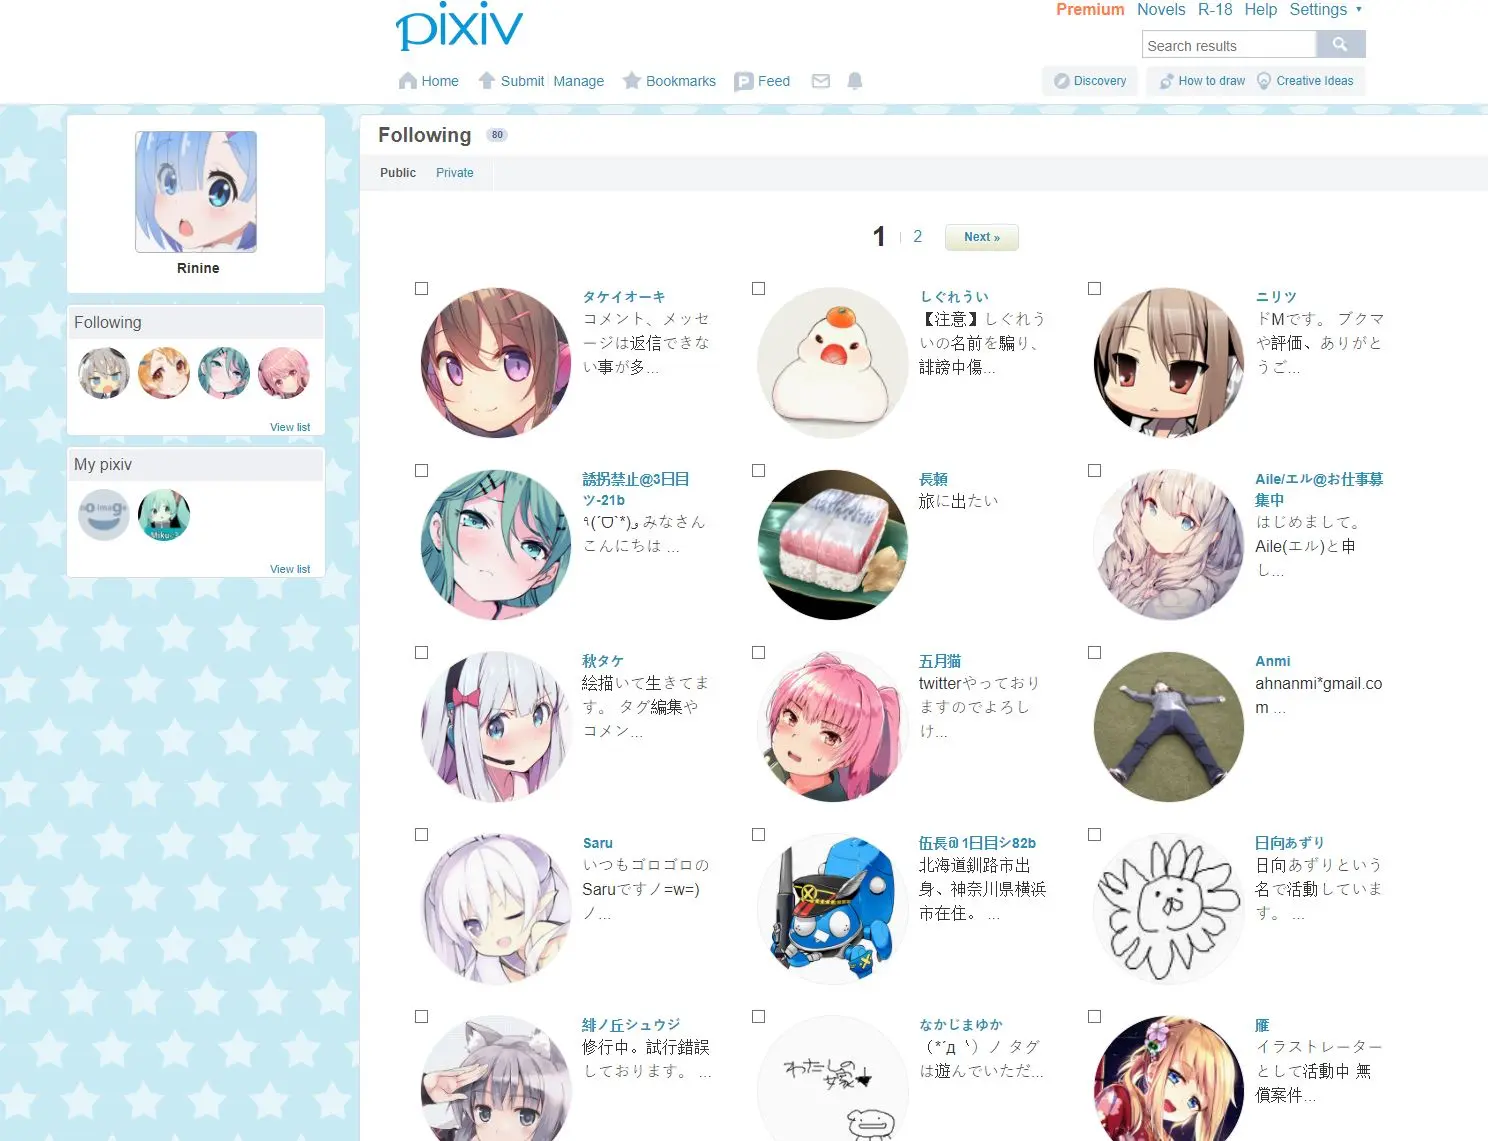 pixiv
Premium Novels R-18 Help Settings ▾
Search results
Home Submit Manage Bookmarks Feed
Discovery How to draw Creative Ideas
Rinine
Following
View list
My pixiv
no image
Miku
View list
Following 80
Public Private
1 2 Next »
タケイオーキ
コメント、メッセ
ージは返信できな
い事が多...
しぐれうい
【注意】しぐれう
いの名前を騙り、
誹謗中傷...
ニリツ
ドMです。 ブクマ
や評価、ありがと
うご...
誘拐禁止@3日目
ツ-21b
٩(ˊᗜˋ*)و みなさん
こんにちは ...
長頼
旅に出たい
Aile/エル@お仕事募
集中
はじめまして。
Aile(エル)と申
し...
秋タケ
絵描いて生きてま
す。 タグ編集や
コメン...
五月猫
twitterやっており
ますのでよろし
け...
Anmi
ahnanmi*gmail.co
m ...
Saru
いつもゴロゴロの
Saruですノ=w=)
ノ...
伍長@1日目シ82b
北海道釧路市出
身、神奈川県横浜
市在住。 ...
日向あずり
日向あずりという
名で活動していま
す。 ...
緋ノ丘シュウジ
修行中。試行錯誤
しております。 ...
わたしの
嫁
なかじまゆか
（*´д｀）ノ タグ
は遊んでいただ...
雁
イラストレーター
として活動中 無
償案件...